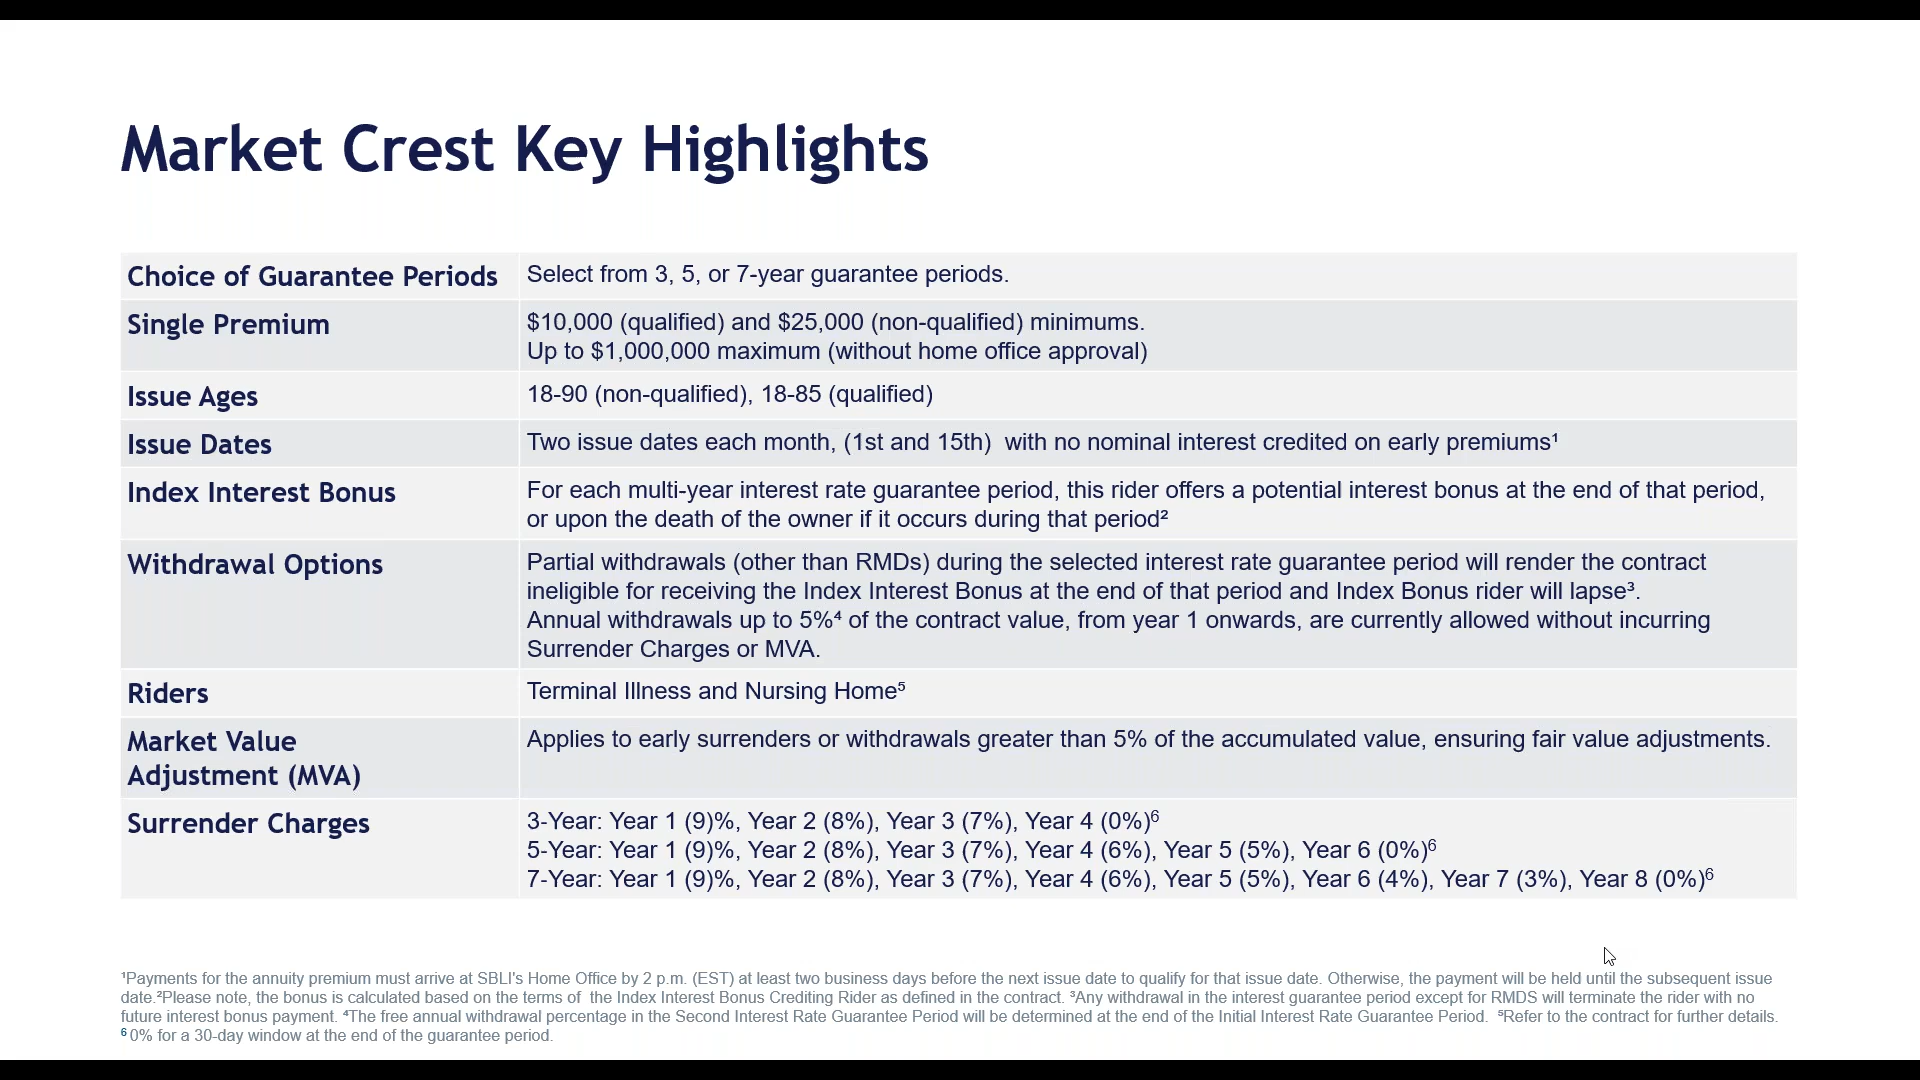 Market Crest Key Highlights
Choice of Guarantee Periods
Select from 3, 5, or 7-year guarantee periods.
Single Premium
$10,000 (qualified) and $25,000 (non-qualified) minimums.
Up to $1,000,000 maximum (without home office approval)
Issue Ages
18-90 (non-qualified), 18-85 (qualified)
Issue Dates
Two issue dates each month, (1st and 15th)  with no nominal interest credited on early premiums¹
Index Interest Bonus
For each multi-year interest rate guarantee period, this rider offers a potential interest bonus at the end of that period,
or upon the death of the owner if it occurs during that period²
Withdrawal Options
Partial withdrawals (other than RMDs) during the selected interest rate guarantee period will render the contract
ineligible for receiving the Index Interest Bonus at the end of that period and Index Bonus rider will lapse³.
Annual withdrawals up to 5%⁴ of the contract value, from year 1 onwards, are currently allowed without incurring
Surrender Charges or MVA.
Riders
Terminal Illness and Nursing Home⁵
Market Value
Adjustment (MVA)
Applies to early surrenders or withdrawals greater than 5% of the accumulated value, ensuring fair value adjustments.
Surrender Charges
3-Year: Year 1 (9)%, Year 2 (8%), Year 3 (7%), Year 4 (0%)⁶
5-Year: Year 1 (9)%, Year 2 (8%), Year 3 (7%), Year 4 (6%), Year 5 (5%), Year 6 (0%)⁶
7-Year: Year 1 (9)%, Year 2 (8%), Year 3 (7%), Year 4 (6%), Year 5 (5%), Year 6 (4%), Year 7 (3%), Year 8 (0%)⁶
¹Payments for the annuity premium must arrive at SBLI's Home Office by 2 p.m. (EST) at least two business days before the next issue date to qualify for that issue date. Otherwise, the payment will be held until the subsequent issue
date.²Please note, the bonus is calculated based on the terms of  the Index Interest Bonus Crediting Rider as defined in the contract. ³Any withdrawal in the interest guarantee period except for RMDS will terminate the rider with no
future interest bonus payment. ⁴The free annual withdrawal percentage in the Second Interest Rate Guarantee Period will be determined at the end of the Initial Interest Rate Guarantee Period.  ⁵Refer to the contract for further details.
⁶ 0% for a 30-day window at the end of the guarantee period.